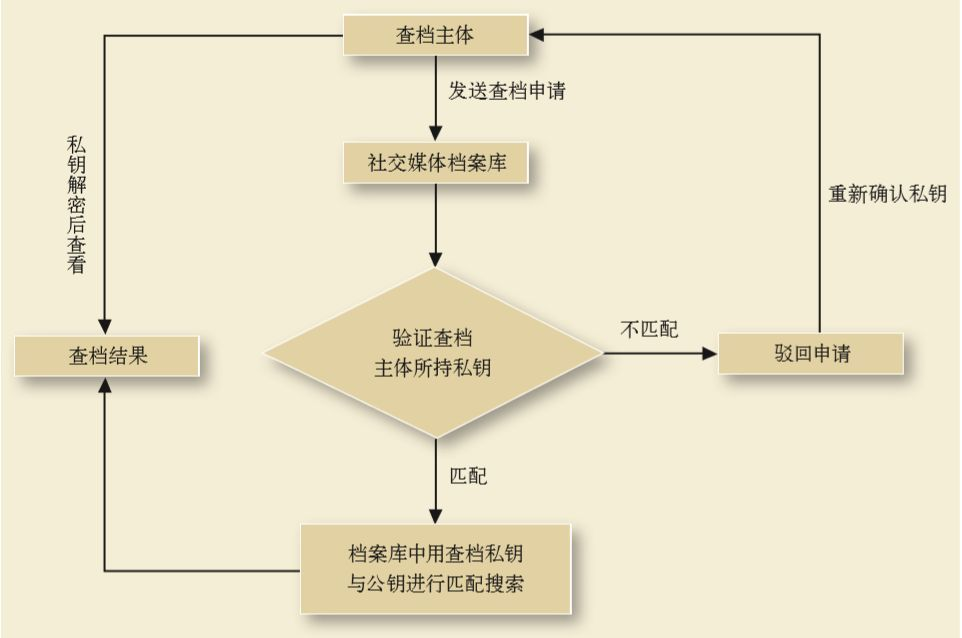 查档主体
发送查档申请
社交媒体档案库
私钥解密后查看
重新确认私钥
验证查档
主体所持私钥
不匹配
驳回申请
查档结果
匹配
档案库中用查档私钥
与公钥进行匹配搜索